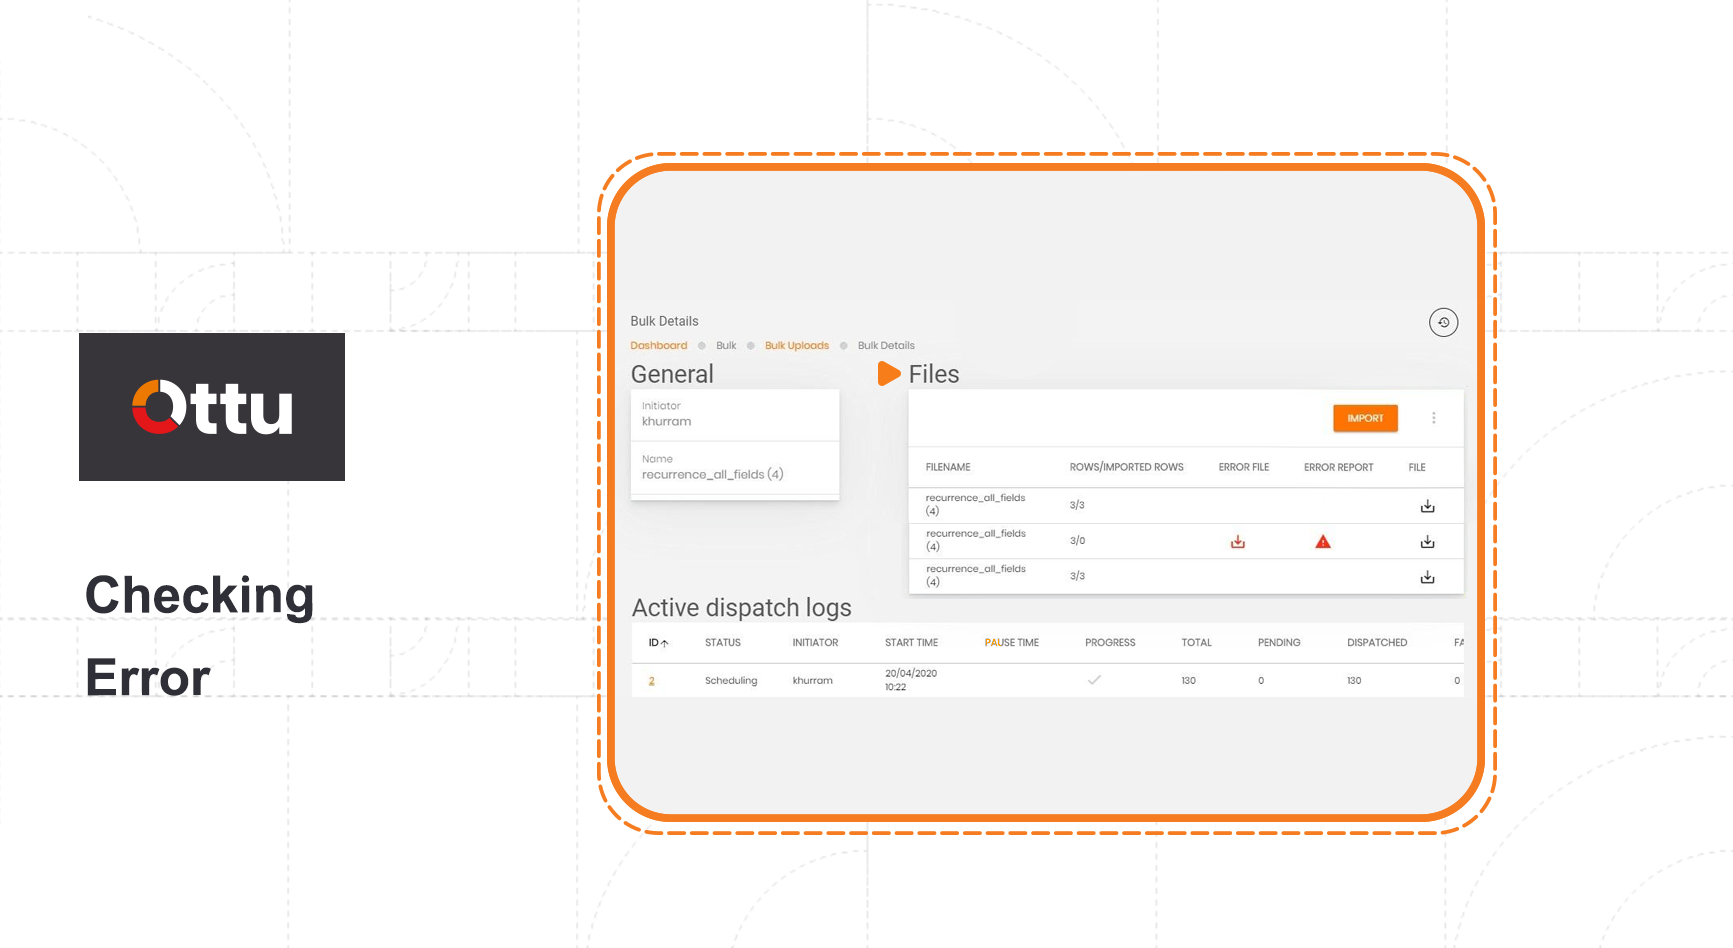 Ottu
Checking
Error
Bulk Details
Dashboard Bulk Bulk Uploads Bulk Details
General
Initiator
khurram
Name
recurrence_all_fields (4)
Files
IMPORT
FILENAME ROWS/IMPORTED ROWS ERROR FILE ERROR REPORT FILE
recurrence_all_fields
(4) 3/3
recurrence_all_fields
(4) 3/0
recurrence_all_fields
(4) 3/3
Active dispatch logs
ID↑ STATUS INITIATOR START TIME PAUSE TIME PROGRESS TOTAL PENDING DISPATCHED FA
2 Scheduling khurram 20/04/2020 130 0 130 0
10:22